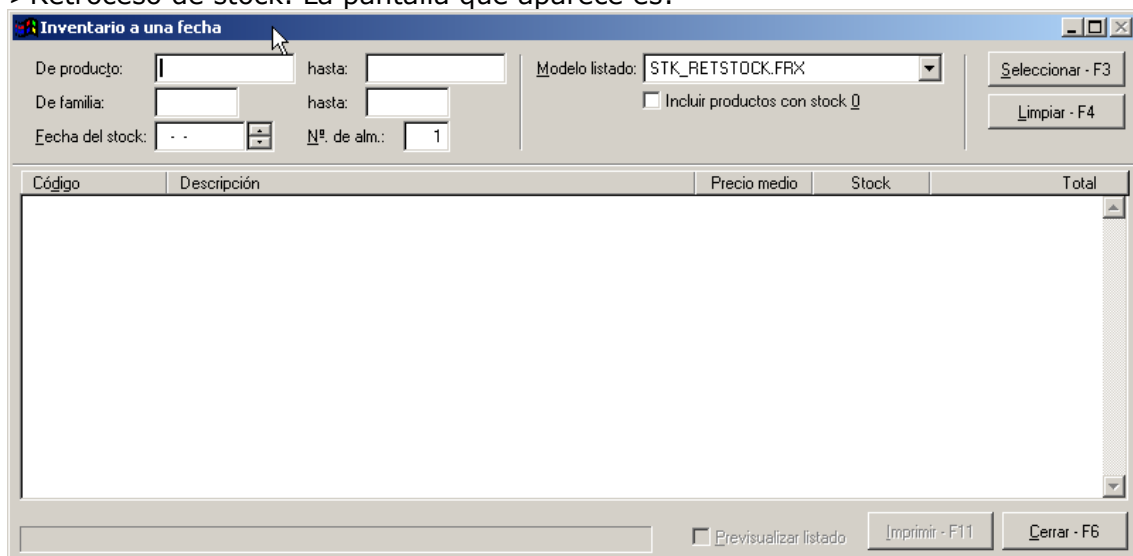 >Retroceso de stock. La pantalla que aparece es:
Inventario a una fecha
De producto: hasta: Modelo listado: STK_RETSTOCK.FRX Seleccionar - F3
De familia: hasta: Incluir productos con stock 0 Limpiar - F4
Fecha del stock: - - Nº. de alm.: 1
Código Descripción Precio medio Stock Total
Previsualizar listado Imprimir - F11 Cerrar - F6